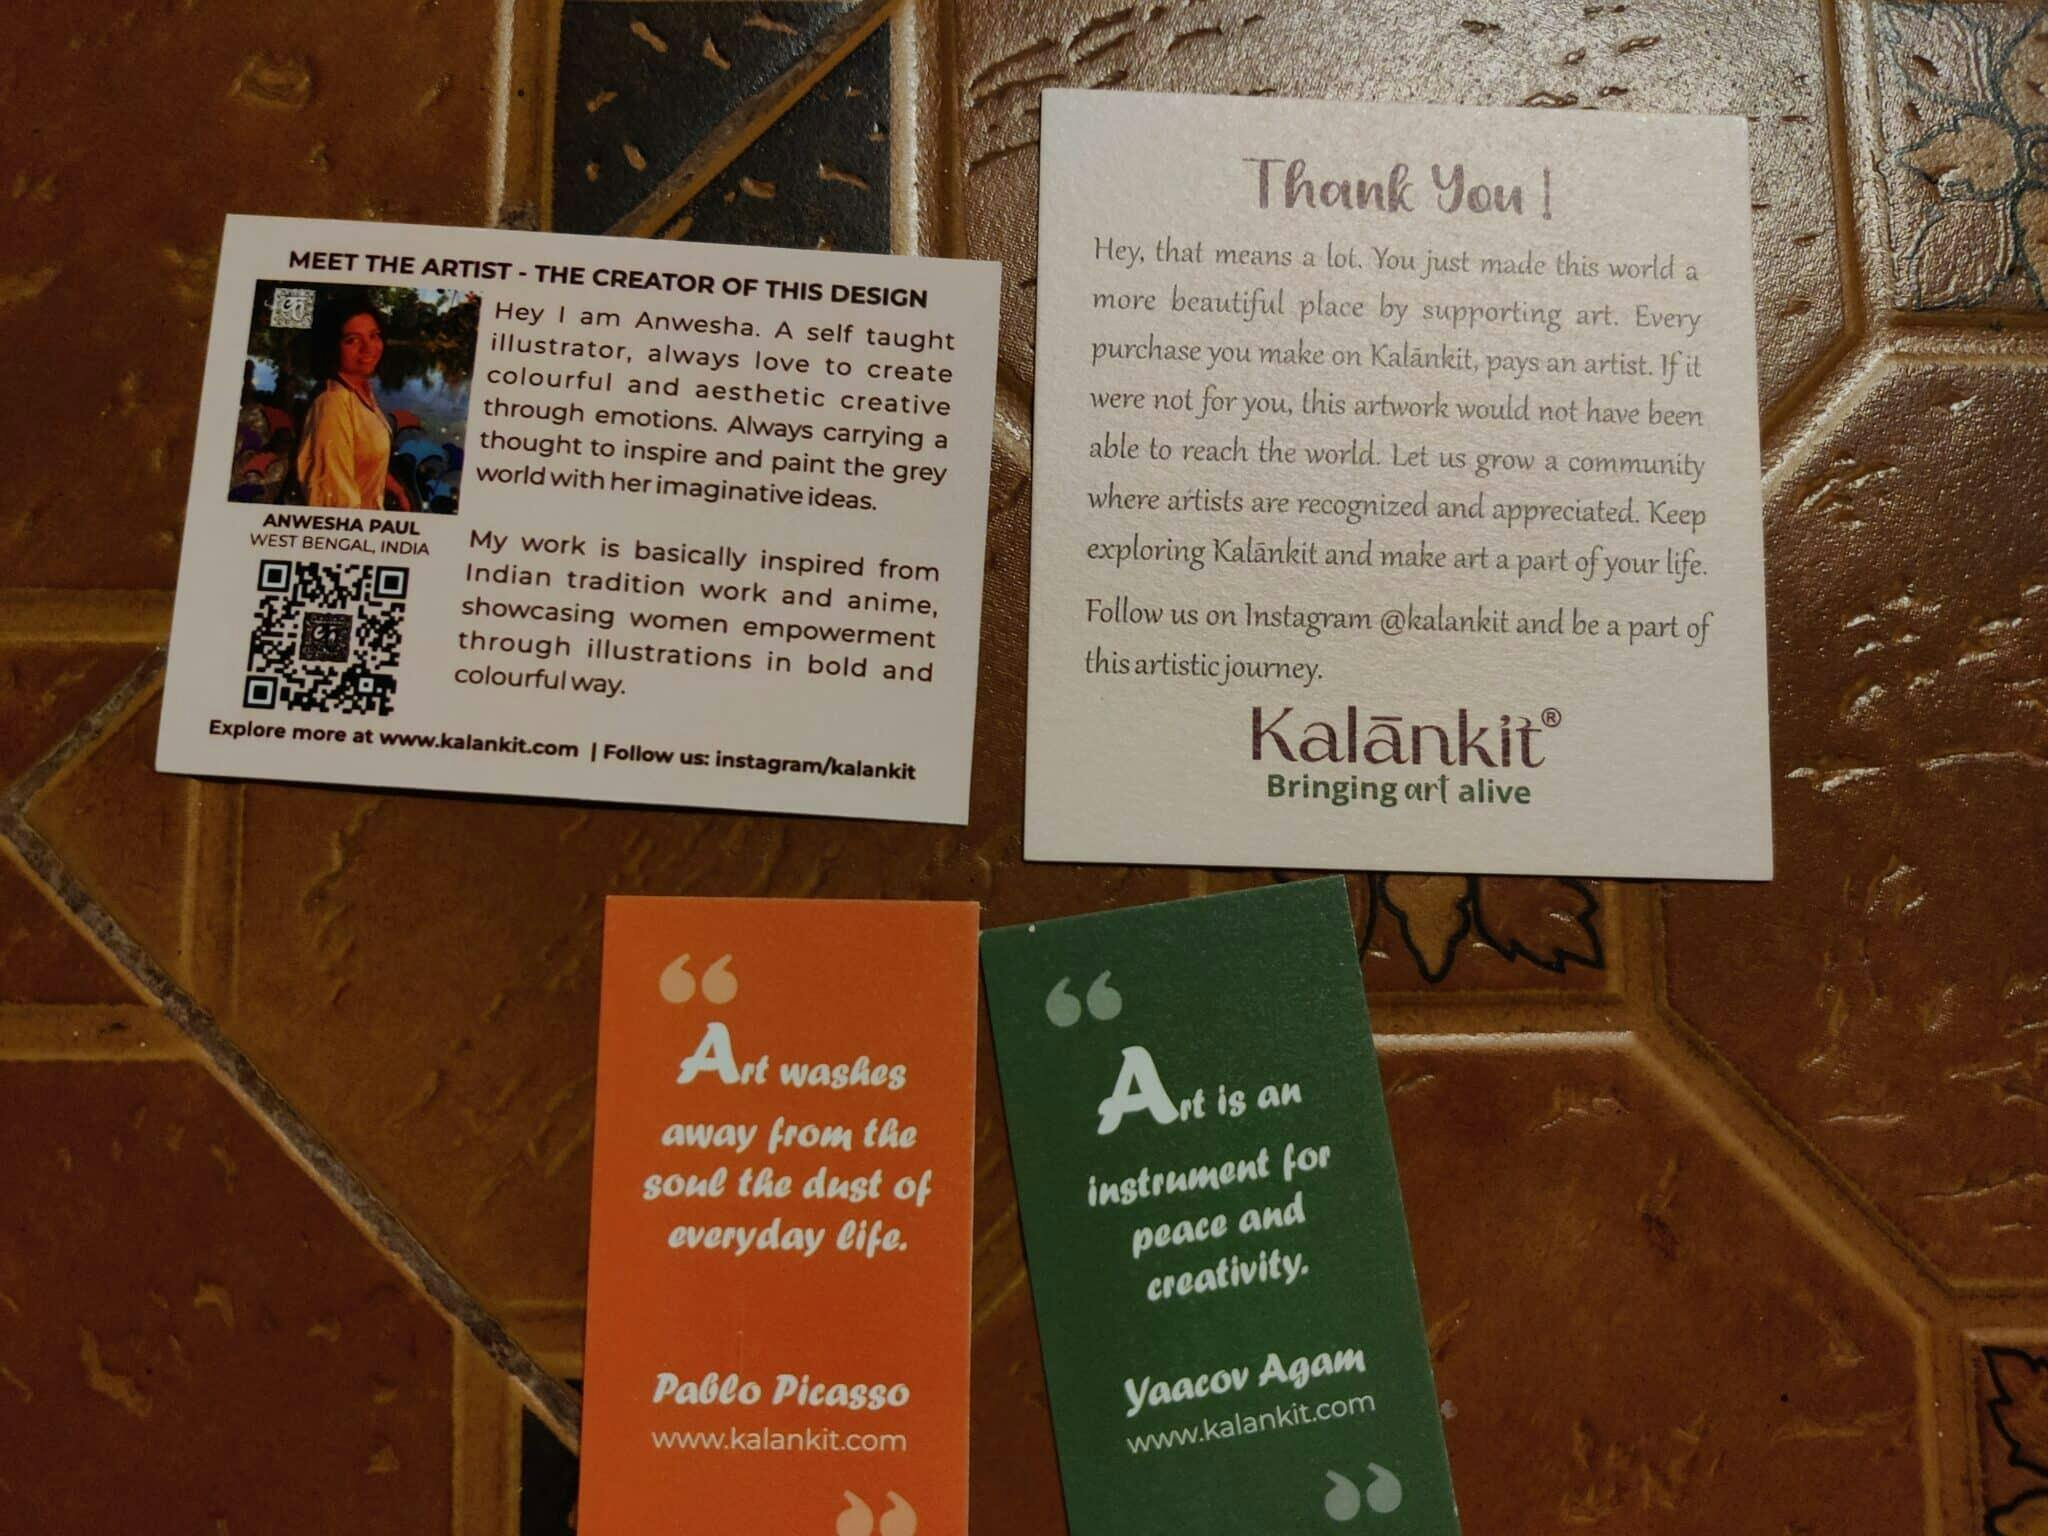 MEET THE ARTIST - THE CREATOR OF THIS DESIGN
Hey I am Anwesha. A self taught
illustrator, always love to create
colourful and aesthetic creative
through emotions. Always carrying a
thought to inspire and paint the grey
world with her imaginative ideas.
ANWESHA PAUL
WEST BENGAL, INDIA
My work is basically inspired from
Indian tradition work and anime,
showcasing women empowerment
through illustrations in bold and
colourful way.
Explore more at www.kalankit.com | Follow us: instagram/kalankit
Thank You !
Hey, that means a lot. You just made this world a
more beautiful place by supporting art. Every
purchase you make on Kalānkit, pays an artist. If it
were not for you, this artwork would not have been
able to reach the world. Let us grow a community
where artists are recognized and appreciated. Keep
exploring Kalānkit and make art a part of your life.
Follow us on Instagram @kalankit and be a part of
this artistic journey.
Kalānkit®
Bringing art alive
“
Art washes
away from the
soul the dust of
everyday life.
Pablo Picasso
www.kalankit.com
”
“
Art is an
instrument for
peace and
creativity.
Yaacov Agam
www.kalankit.com
”